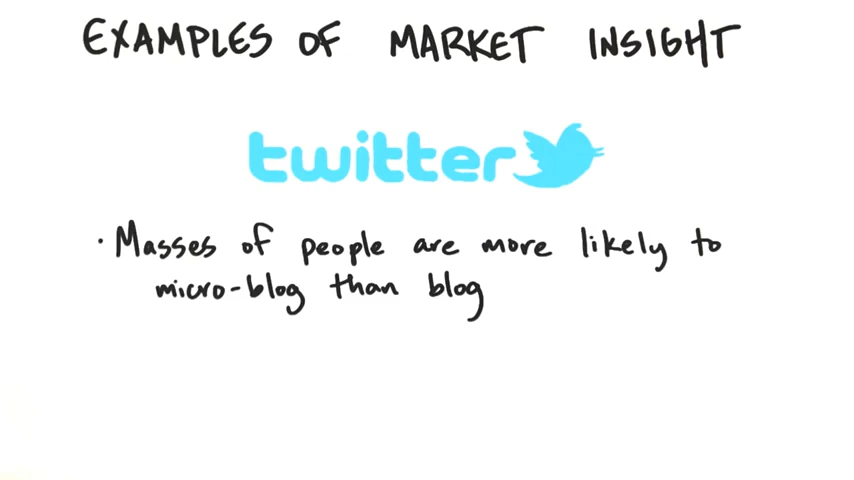 EXAMPLES OF MARKET INSIGHT
twitter
· Masses of people are more likely to
micro-blog than blog